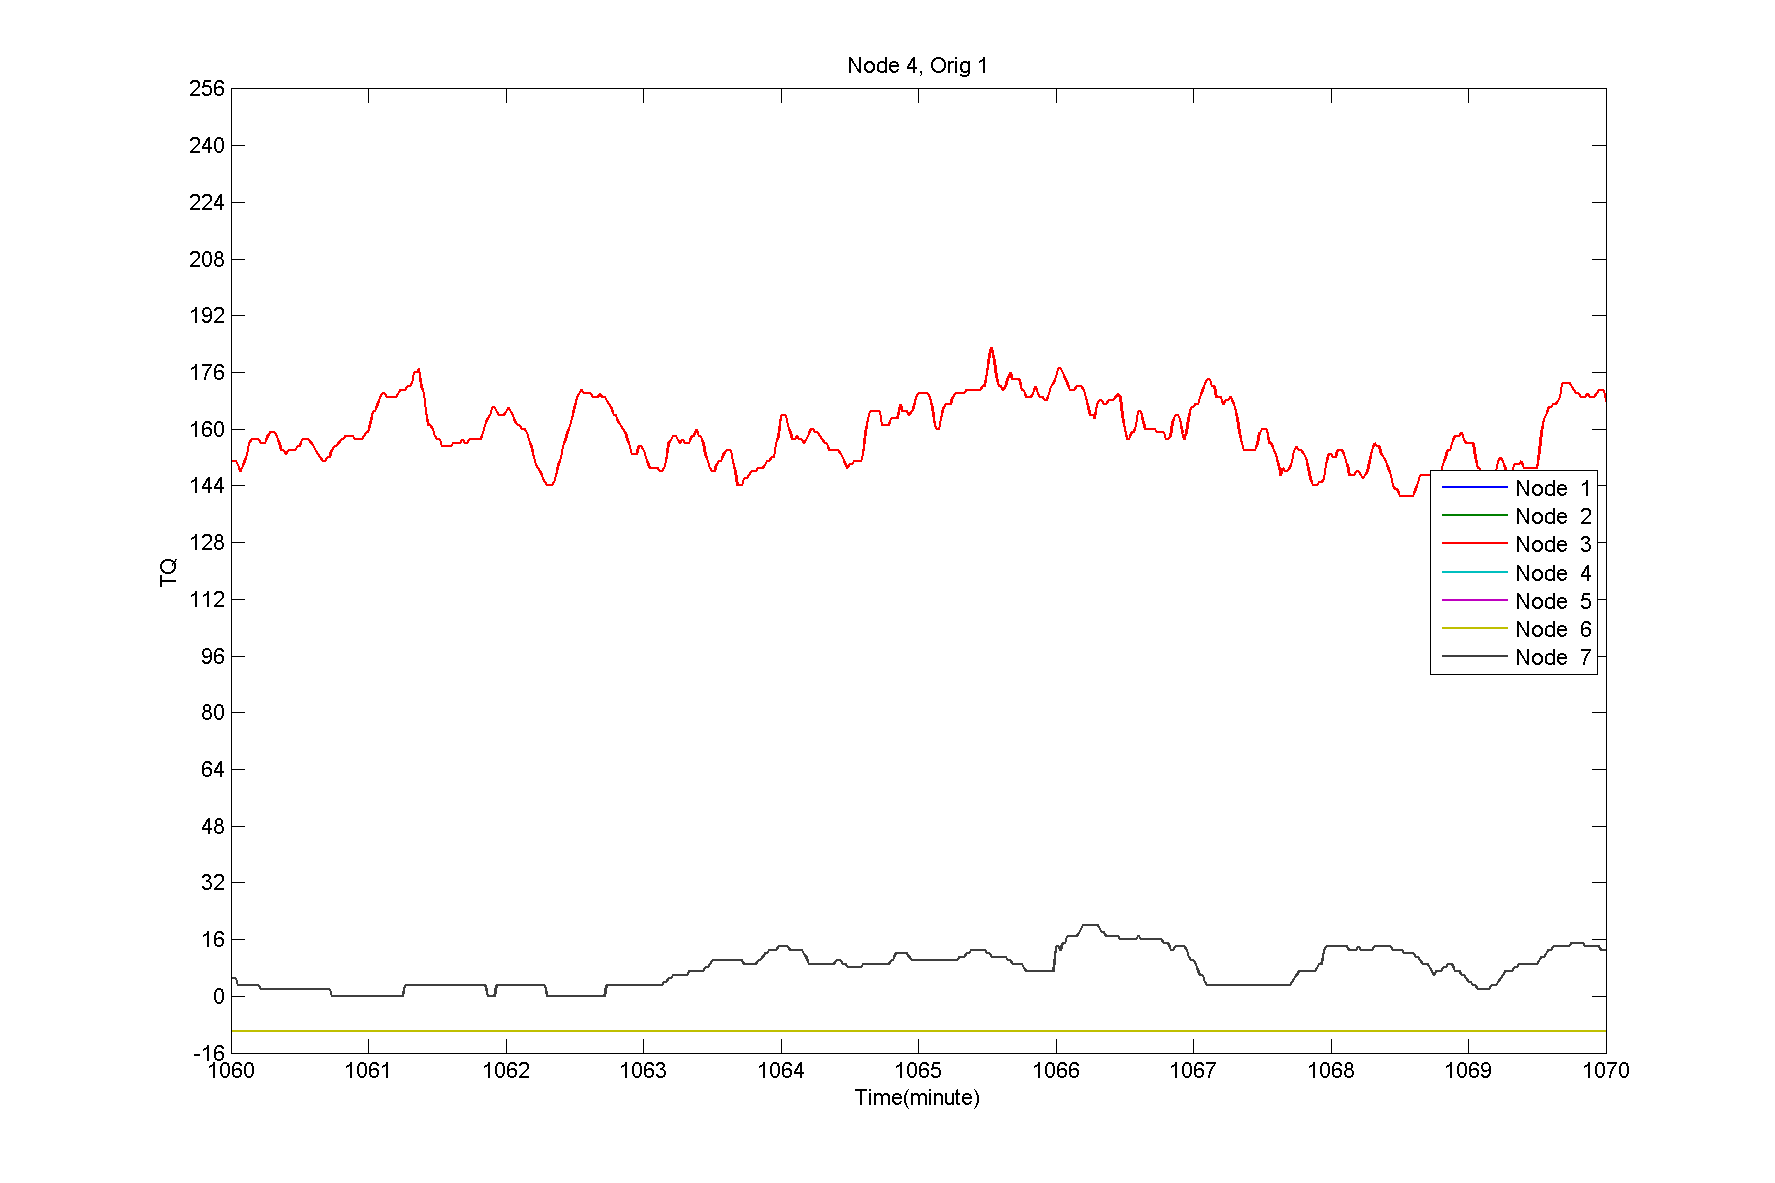 Node 4, Orig 1
256
240
224
208
192
176
160
144
128
112
96
80
64
48
32
16
0
-16
TQ
Node 1
Node 2
Node 3
Node 4
Node 5
Node 6
Node 7
1060 1061 1062 1063 1064 1065 1066 1067 1068 1069 1070
Time(minute)